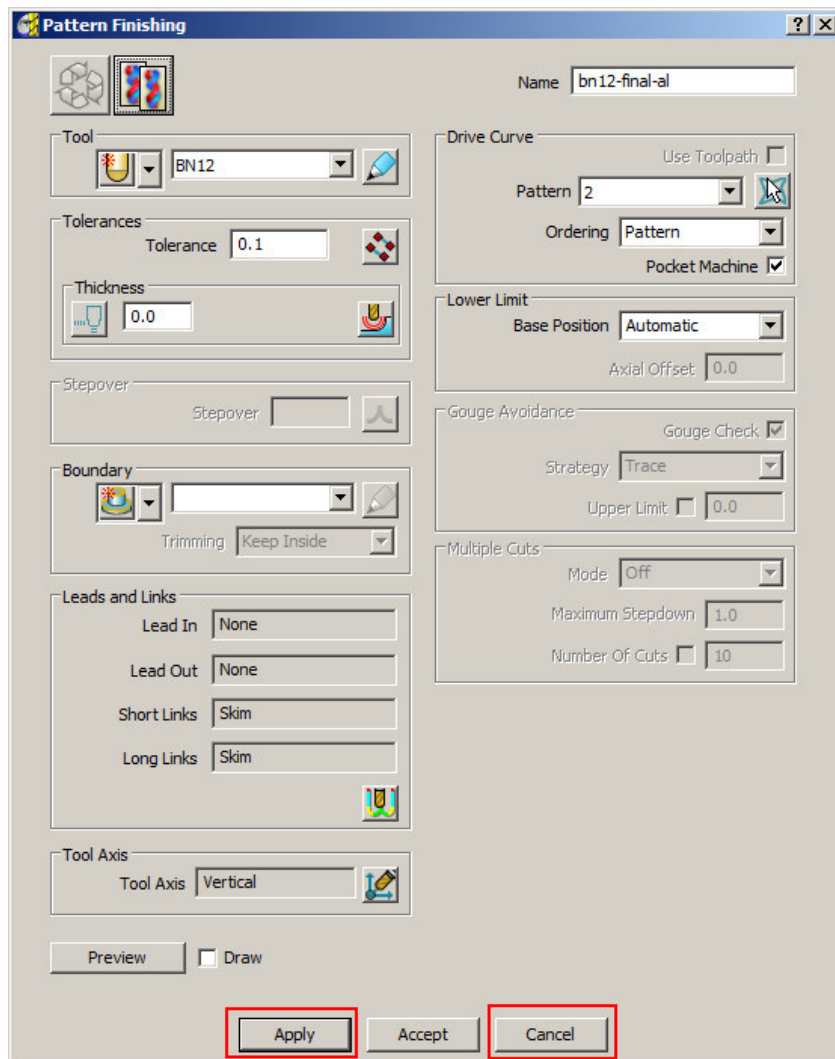 Pattern Finishing
Name bn12-final-al
Tool
BN12
Tolerances
Tolerance 0.1
Thickness
0.0
Stepover
Stepover
Boundary
Trimming Keep Inside
Leads and Links
Lead In None
Lead Out None
Short Links Skim
Long Links Skim
Tool Axis
Tool Axis Vertical
Preview Draw
Drive Curve
Use Toolpath
Pattern 2
Ordering Pattern
Pocket Machine
Lower Limit
Base Position Automatic
Axial Offset 0.0
Gouge Avoidance
Gouge Check
Strategy Trace
Upper Limit 0.0
Multiple Cuts
Mode Off
Maximum Stepdown 1.0
Number Of Cuts 10
Apply Accept Cancel